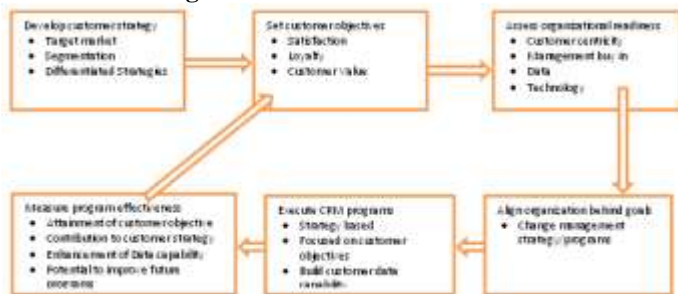 Develop customer strategy
Target market
Segmentation
Differentiated Strategies
Set customer objectives
Satisfaction
Loyalty
Customer Value
Assess organizational readiness
Customer centricity
Management buy in
Data
Technology
Align organization behind goals
Change management
strategy/programs
Execute CRM programs
Strategy based
Focused on customer
objectives
Build customer data
capability
Measure program effectiveness
Attainment of customer objective
Contribution to customer strategy
Enhancement of Data capability
Potential to improve future
programs